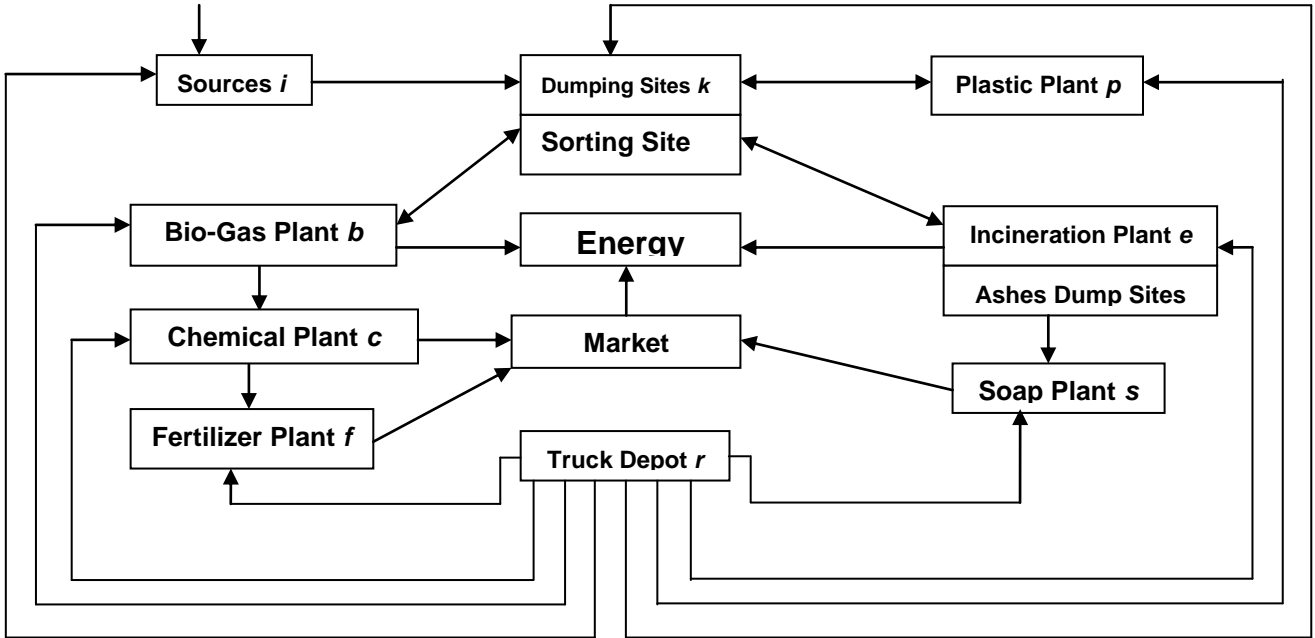 Sources i
Dumping Sites k
Plastic Plant p
Sorting Site
Bio-Gas Plant b
Energy
Incineration Plant e
Ashes Dump Sites
Chemical Plant c
Market
Soap Plant s
Fertilizer Plant f
Truck Depot r